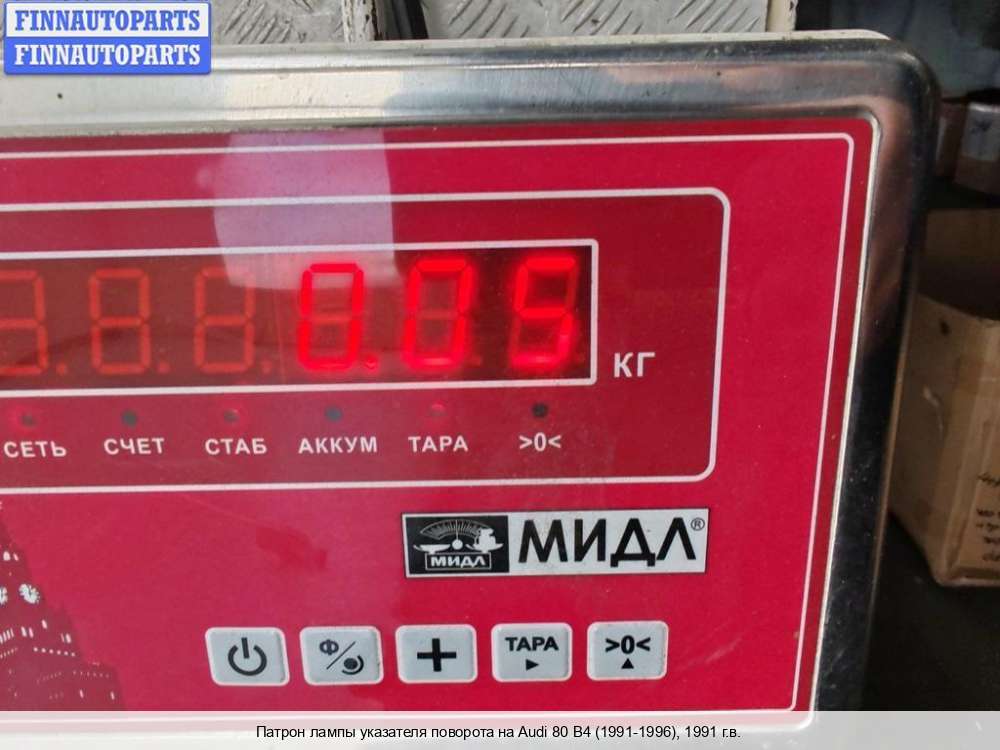 FINNAUTOPARTS
FINNAUTOPARTS
0.05
КГ
СЕТЬ СЧЕТ СТАБ АККУМ ТАРА >0<
МИДЛ МИДЛ®
Ф ТАРА >0<
Патрон лампы указателя поворота на Audi 80 B4 (1991-1996), 1991 г.в.